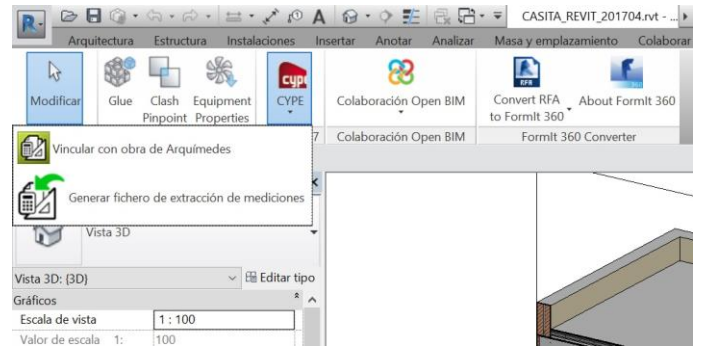 R
A
CASITA_REVIT_201704.rvt - ...
Arquitectura Estructura Instalaciones Insertar Anotar Analizar Masa y emplazamiento Colaborar
Modificar Glue Clash Pinpoint Equipment Properties CYPE Colaboración Open BIM Convert RFA to FormIt 360 About FormIt 360
cype
RFA
7 Colaboración Open BIM FormIt 360 Converter
Vincular con obra de Arquímedes
Generar fichero de extracción de mediciones
Vista 3D
Vista 3D: {3D} Editar tipo
Gráficos
Escala de vista 1 : 100
Valor de escala 1: 100